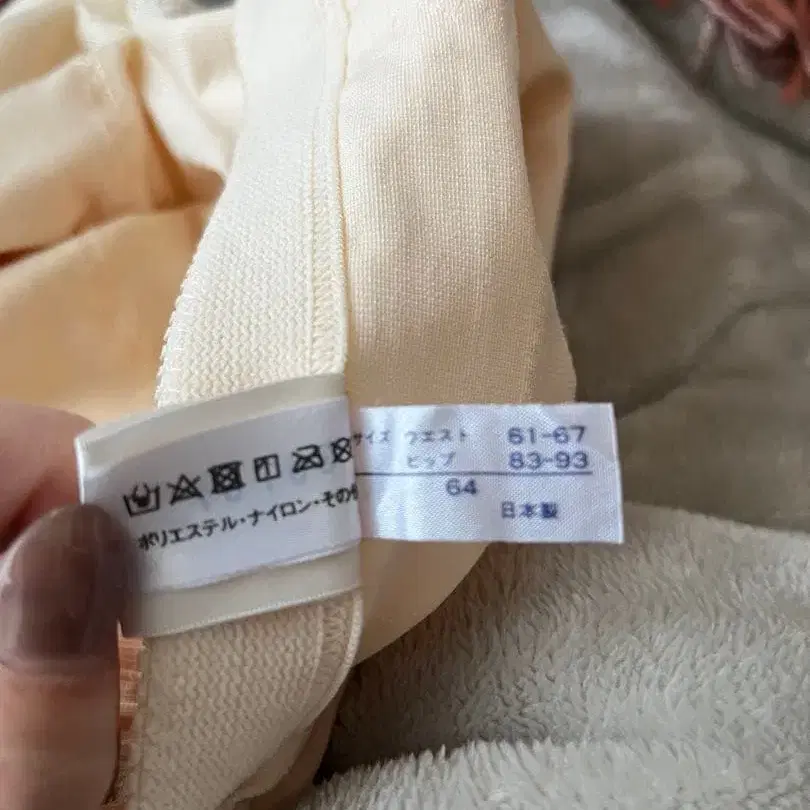 サイズ ウエスト 61-67
ヒップ 83-93
64
日本製
ポリエステル・ナイロン・その他